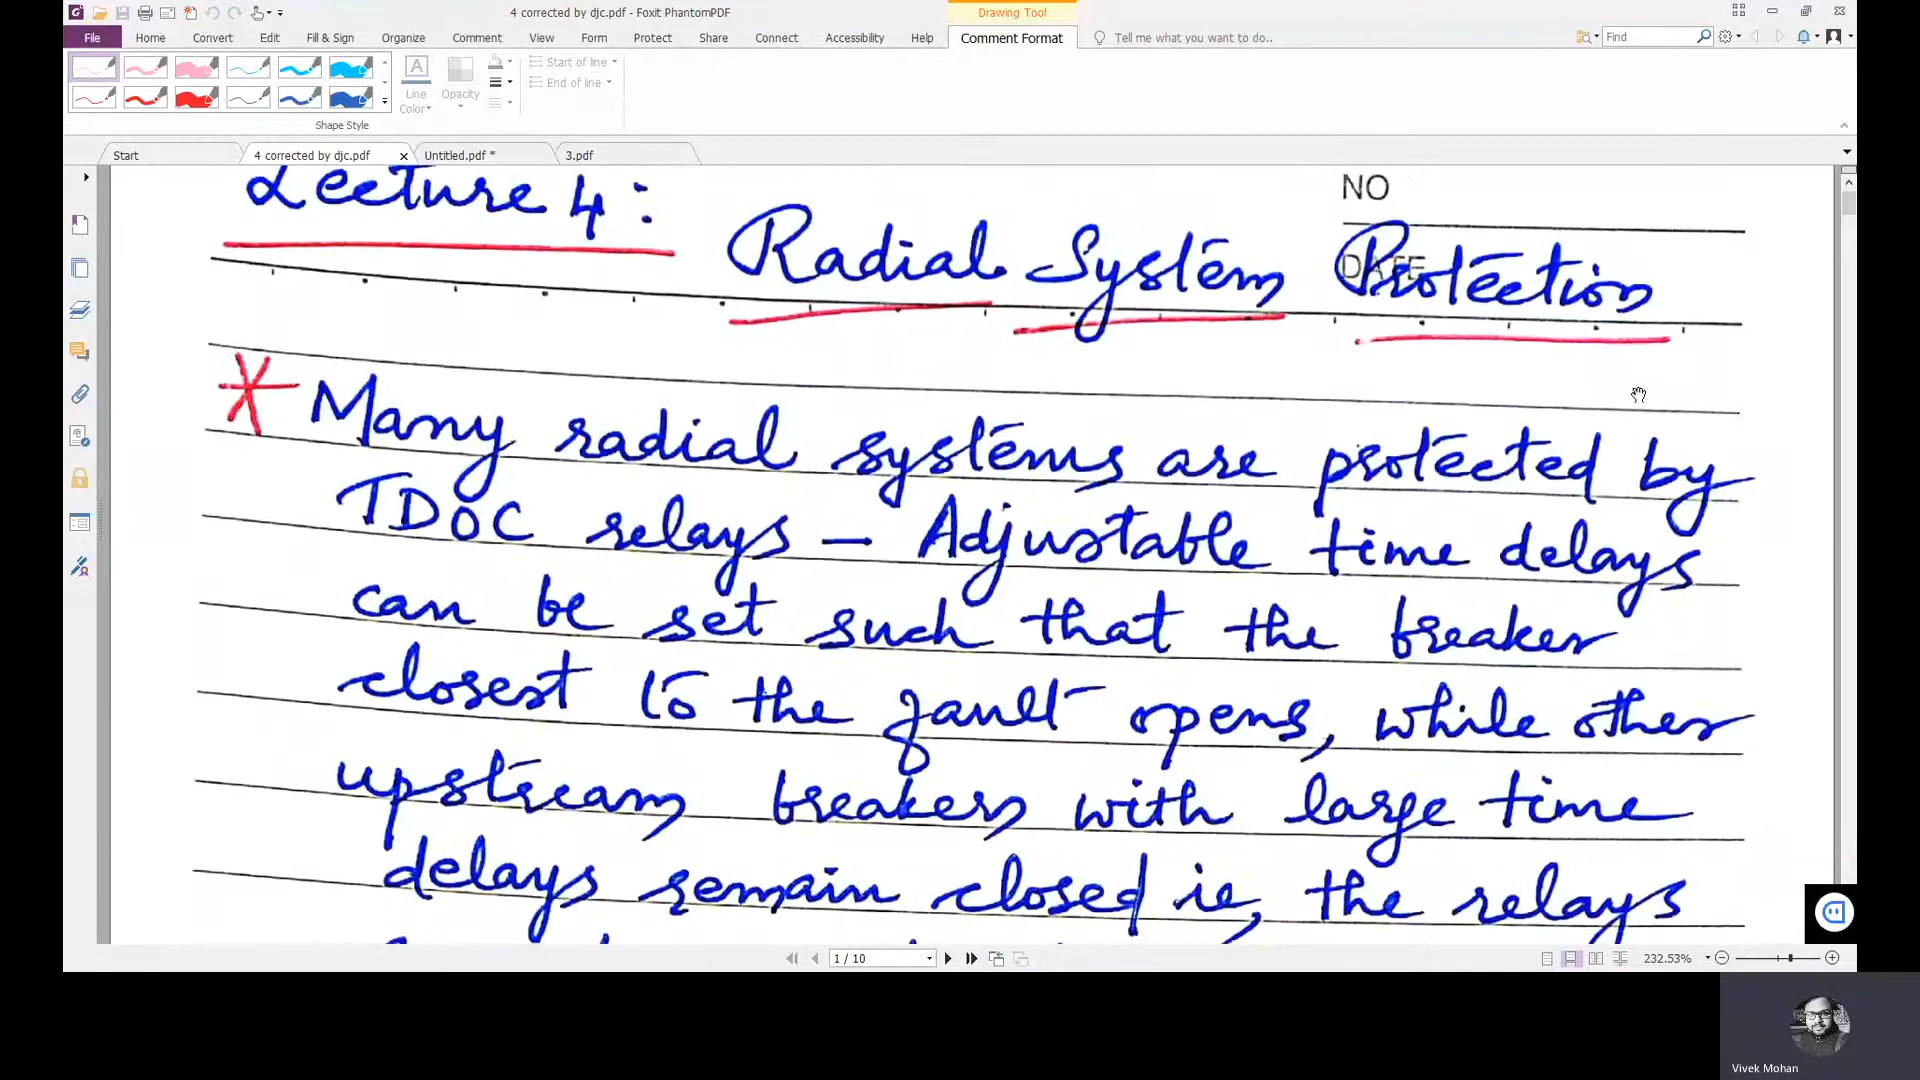 4 corrected by djc.pdf - Foxit PhantomPDF
Drawing Tool
File Home Convert Edit Fill & Sign Organize Comment View Form Protect Share Connect Accessibility Help Comment Format Tell me what you want to do.. Find
Start of line
End of line
Line Color
Opacity
Shape Style
Start 4 corrected by djc.pdf Untitled.pdf * 3.pdf
NO
DATE
Lecture 4:
Radial System Protection
* Many radial systems are protected by
TDOC relays – Adjustable time delays
can be set such that the breaker
closest to the fault opens, while other
upstream breakers with large time
delays remain closed ie, the relays
1 / 10
232.53%
Vivek Mohan